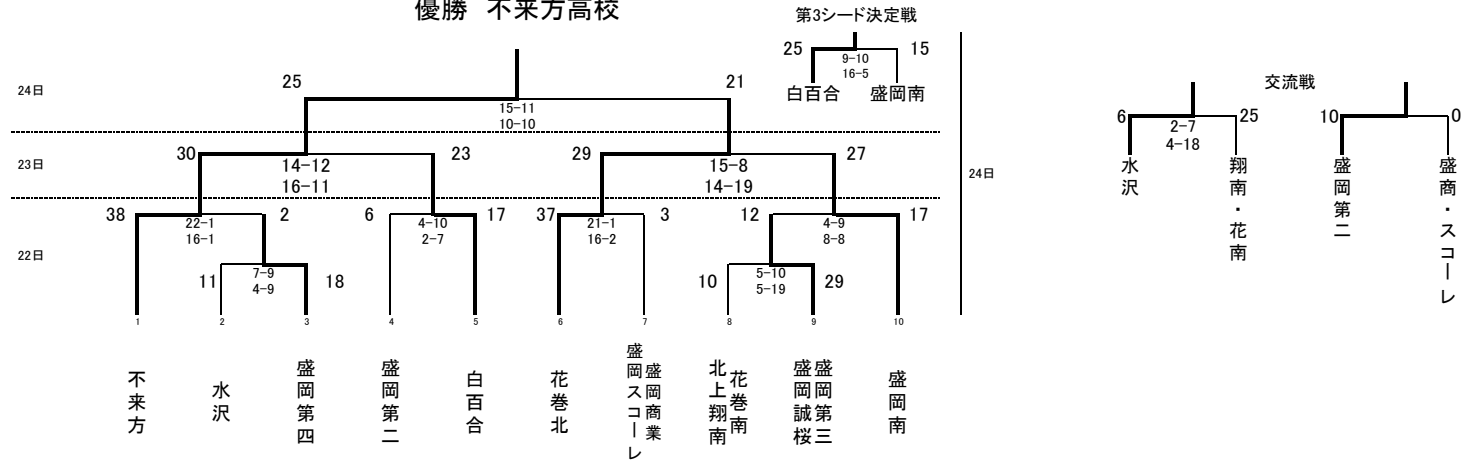 優勝 不来方高校
第3シード決定戦
25
9-10
16-5
15
白百合
盛岡南
24日
25
15-11
10-10
21
23日
30
14-12
16-11
23
29
15-8
14-19
27
24日
22日
38
22-1
16-1
2
6
4-10
2-7
17
37
21-1
16-2
3
12
4-9
8-8
17
11
7-9
4-9
18
10
5-10
5-19
29
1
2
3
4
5
6
7
8
9
10
不来方
水沢
盛岡第四
盛岡第二
白百合
花巻北
盛岡商業
盛岡スコーレ
花巻南
北上翔南
盛岡第三
盛岡誠桜
盛岡南
交流戦
6
2-7
4-18
25
水沢
翔南・花南
10
0
盛岡第二
盛商・スコーレ